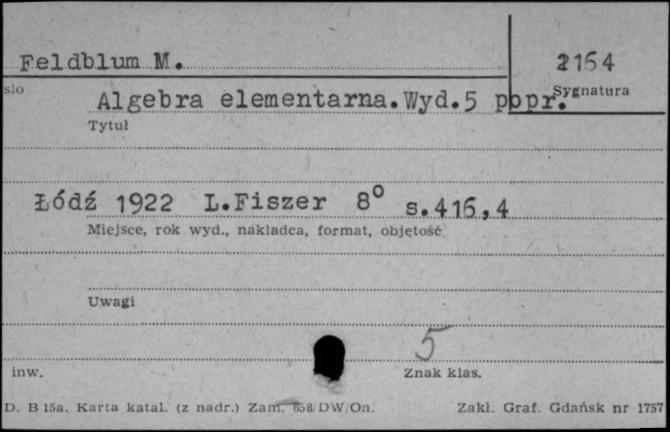 Feldblum M.
2164
sło
Sygnatura
Algebra elementarna.Wyd.5 popr.
Tytuł
Łódź 1922 L.Fiszer 8° s.416,4
Miejsce, rok wyd., nakładca, format, objętość
Uwagi
5
inw.
Znak klas.
D. B 15a. Karta katal. (z nadr.) Zam. 658/DW/On. Zakł. Graf. Gdańsk nr 1757